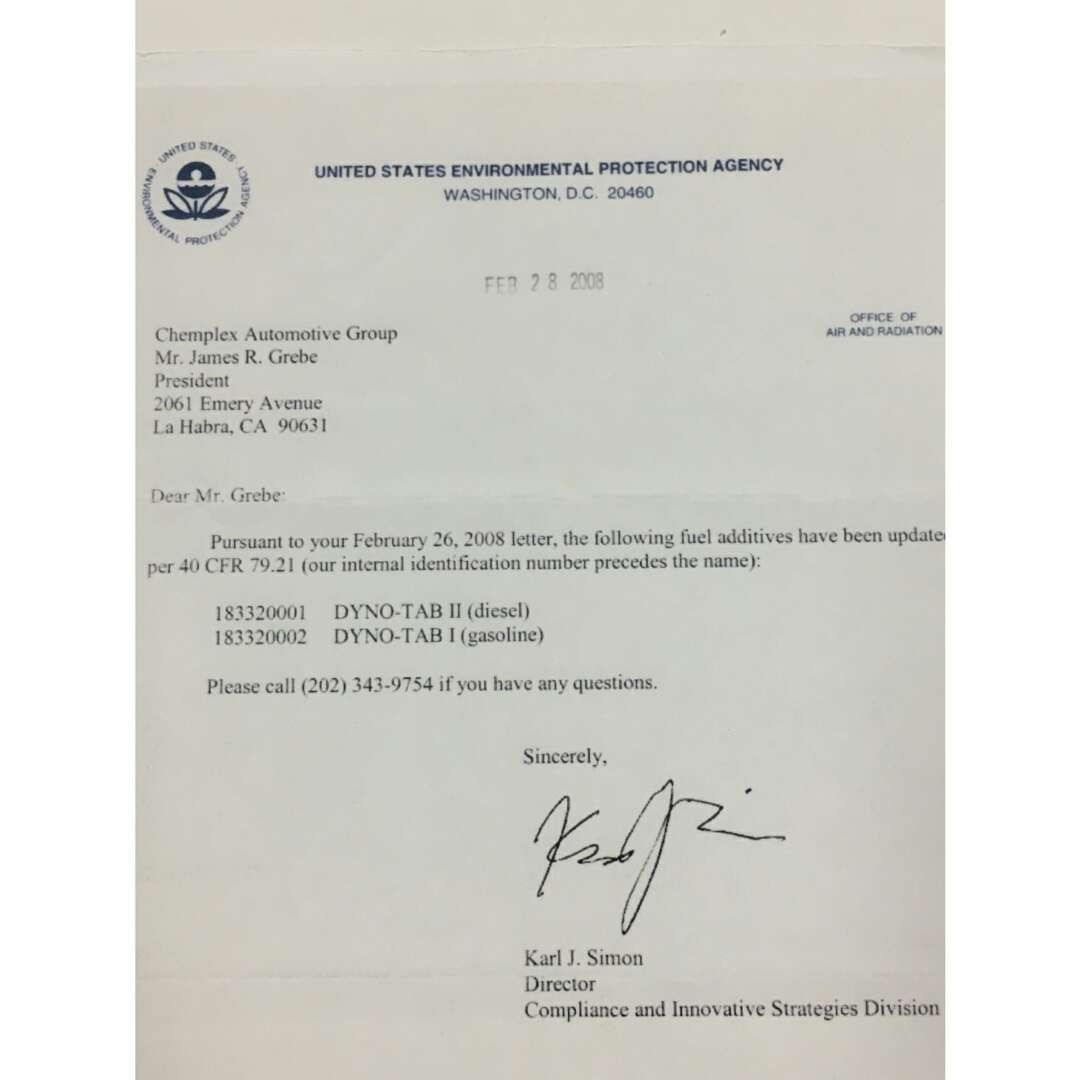 UNITED STATES ENVIRONMENTAL PROTECTION AGENCY
UNITED STATES ENVIRONMENTAL PROTECTION AGENCY
WASHINGTON, D.C. 20460
FEB 28 2008
OFFICE OF
AIR AND RADIATION
Chemplex Automotive Group
Mr. James R. Grebe
President
2061 Emery Avenue
La Habra, CA 90631
Dear Mr. Grebe:
Pursuant to your February 26, 2008 letter, the following fuel additives have been update
per 40 CFR 79.21 (our internal identification number precedes the name):
183320001 DYNO-TAB II (diesel)
183320002 DYNO-TAB I (gasoline)
Please call (202) 343-9754 if you have any questions.
Sincerely,
Karl J. Simon
Director
Compliance and Innovative Strategies Division